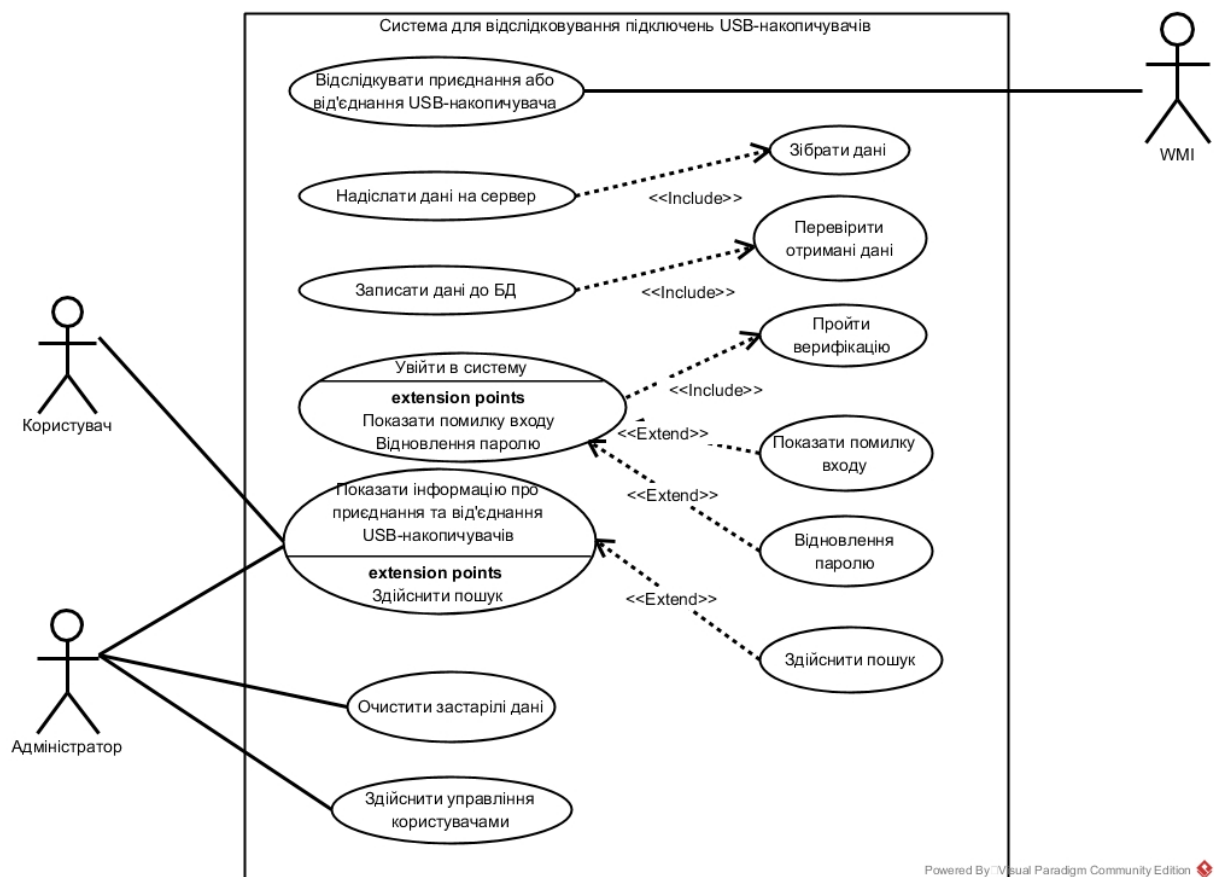 Система для відслідковування підключень USB-накопичувачів
Відслідкувати приєднання або
від'єднання USB-накопичувача
WMI
Зібрати дані
Надіслати дані на сервер
<<Include>>
Перевірити
отримані дані
Записати дані до БД
<<Include>>
Пройти
верифікацію
Увійти в систему
extension points
Показати помилку входу
Відновлення паролю
<<Include>>
Користувач
<<Extend>>
Показати помилку
входу
Показати інформацію про
приєднання та від'єднання
USB-накопичувачів
extension points
Здійснити пошук
<<Extend>>
Відновлення
паролю
<<Extend>>
Здійснити пошук
Адміністратор
Очистити застарілі дані
Здійснити управління
користувачами
Powered By Visual Paradigm Community Edition